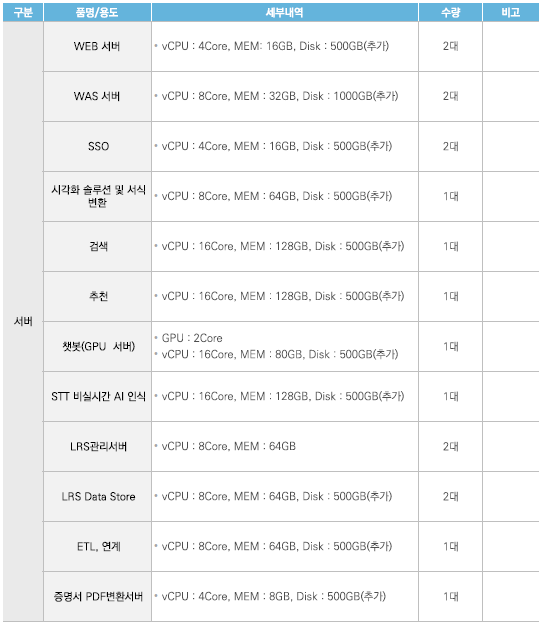 구분 품명/용도 세부내역 수량 비고
서버
WEB 서버 • vCPU : 4Core, MEM: 16GB, Disk : 500GB(추가) 2대
WAS 서버 • vCPU : 8Core, MEM : 32GB, Disk : 1000GB(추가) 2대
SSO • vCPU : 4Core, MEM : 16GB, Disk : 500GB(추가) 2대
시각화 솔루션 및 서식
변환 • vCPU : 8Core, MEM : 64GB, Disk : 500GB(추가) 1대
검색 • vCPU : 16Core, MEM : 128GB, Disk : 500GB(추가) 1대
추천 • vCPU : 16Core, MEM : 128GB, Disk : 500GB(추가) 1대
챗봇(GPU 서버) • GPU : 2Core
• vCPU : 16Core, MEM : 80GB, Disk : 500GB(추가) 1대
STT 비실시간 AI 인식 • vCPU : 16Core, MEM : 128GB, Disk : 500GB(추가) 1대
LRS관리서버 • vCPU : 8Core, MEM : 64GB 2대
LRS Data Store • vCPU : 8Core, MEM : 64GB, Disk : 500GB(추가) 2대
ETL, 연계 • vCPU : 8Core, MEM : 64GB, Disk : 500GB(추가) 1대
증명서 PDF변환서버 • vCPU : 4Core, MEM : 8GB, Disk : 500GB(추가) 1대